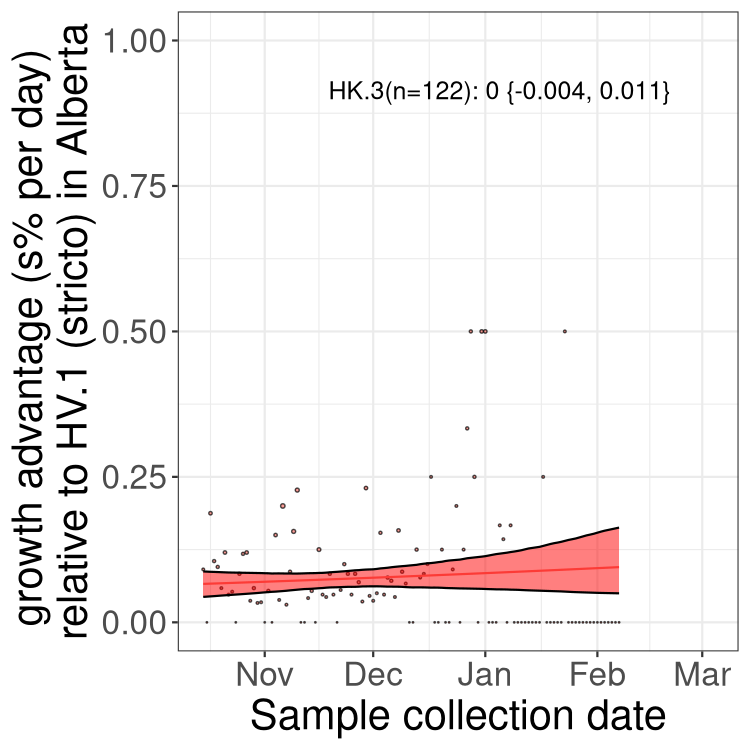 growth advantage (s% per day)
relative to HV.1 (stricto) in Alberta
1.00
0.75
0.50
0.25
0.00
HK.3(n=122): 0 {-0.004, 0.011}
Nov Dec Jan Feb Mar
Sample collection date